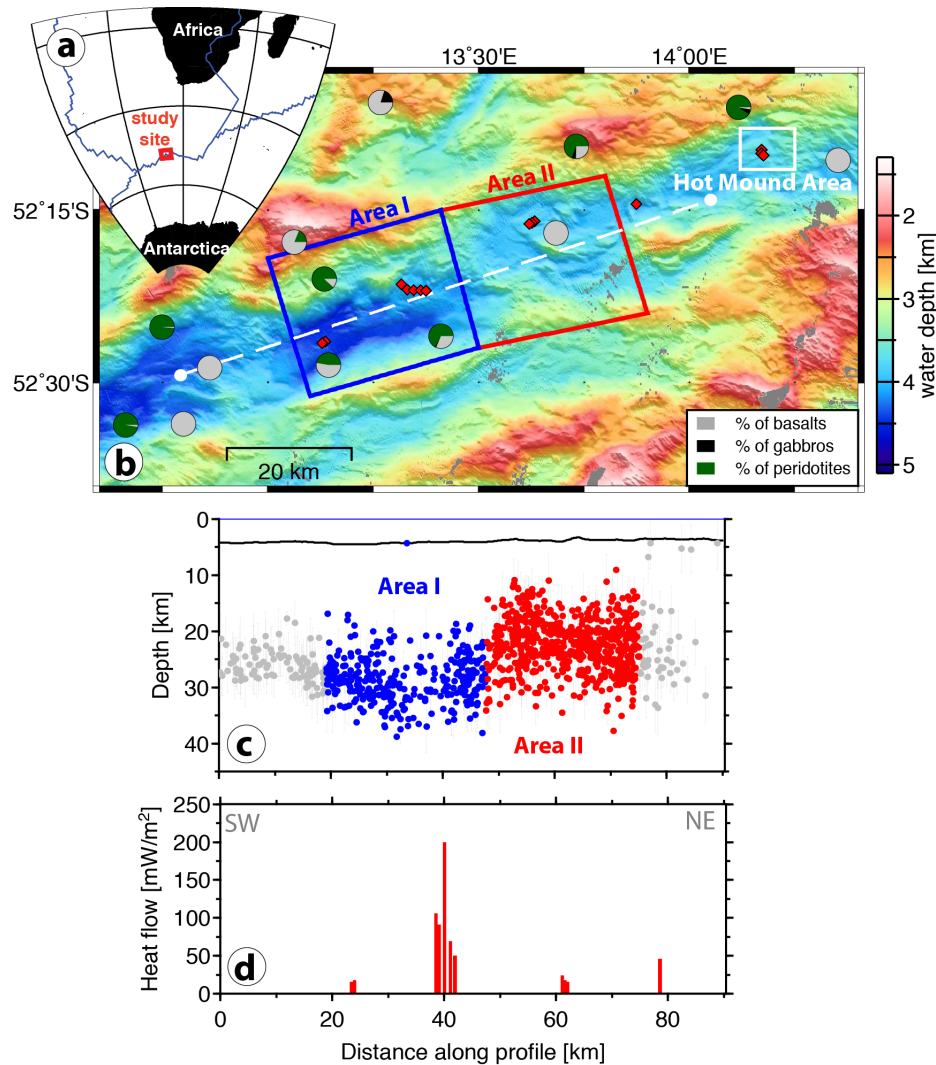 a
Africa
study
site
Antarctica
13˚30'E
14˚00'E
52˚15'S
52˚30'S
Area I
Area II
Hot Mound Area
b
20 km
% of basalts
% of gabbros
% of peridotites
2
3
4
5
water depth [km]
0
10
20
30
40
Depth [km]
Area I
Area II
c
250
200
150
100
50
0
Heat flow [mW/m²]
SW
NE
d
0
20
40
60
80
Distance along profile [km]